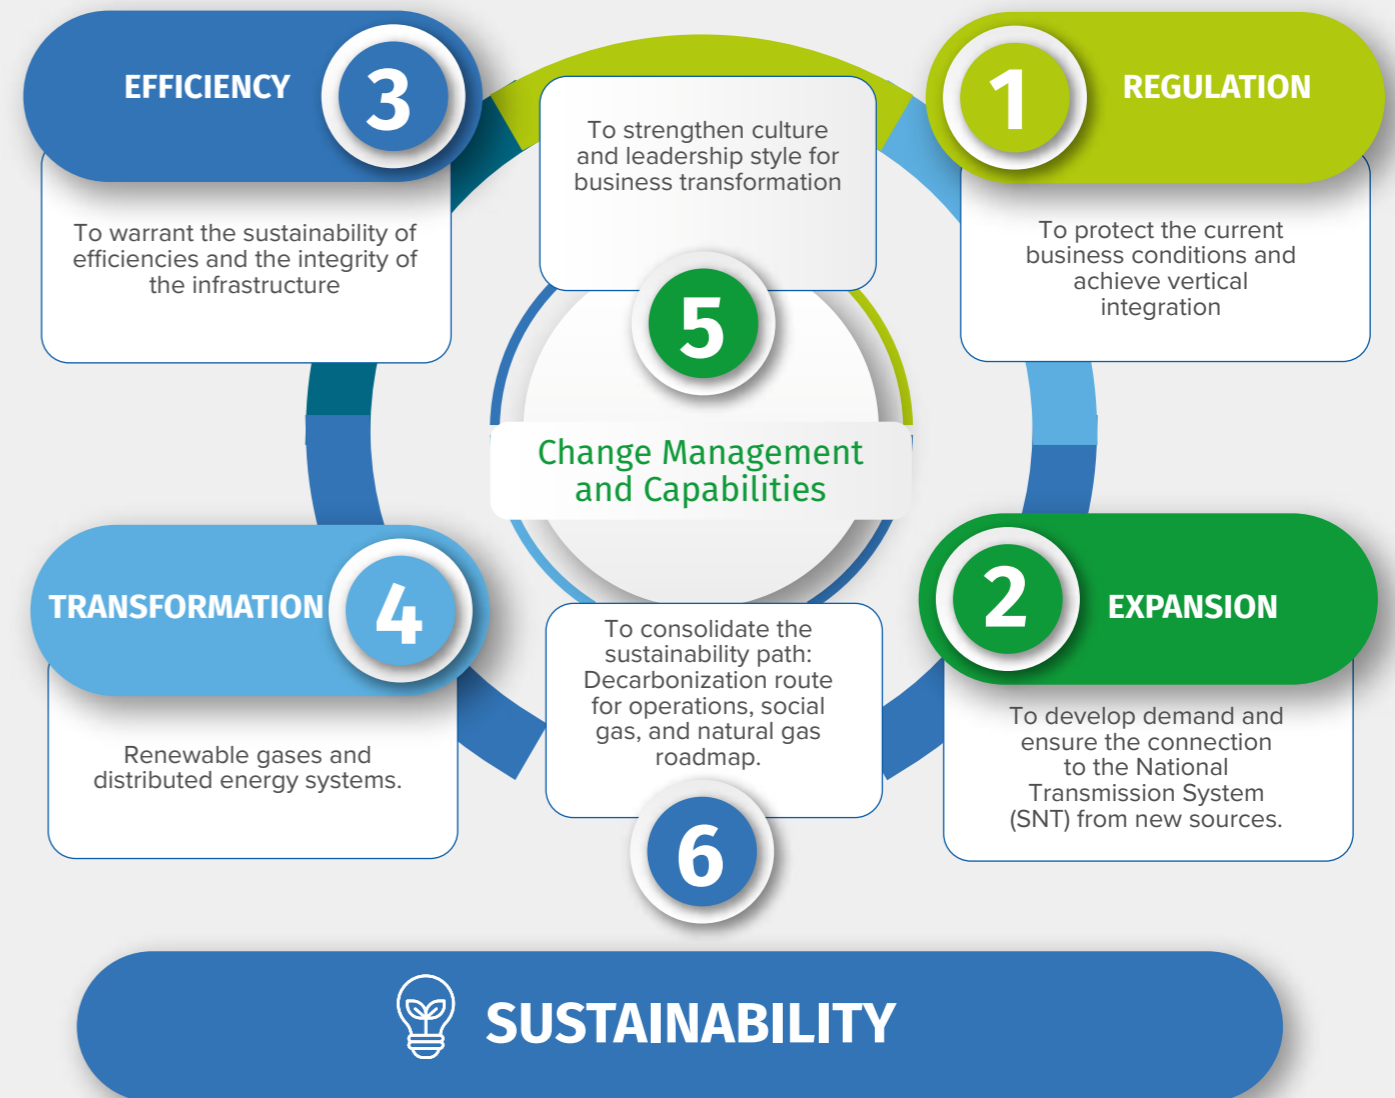 EFFICIENCY
3
To warrant the sustainability of
efficiencies and the integrity of
the infrastructure
To strengthen culture
and leadership style for
business transformation
5
Change Management
and Capabilities
1
REGULATION
To protect the current
business conditions and
achieve vertical
integration
TRANSFORMATION
4
Renewable gases and
distributed energy systems.
To consolidate the
sustainability path:
Decarbonization route
for operations, social
gas, and natural gas
roadmap.
6
2
EXPANSION
To develop demand and
ensure the connection
to the National
Transmission System
(SNT) from new sources.
SUSTAINABILITY